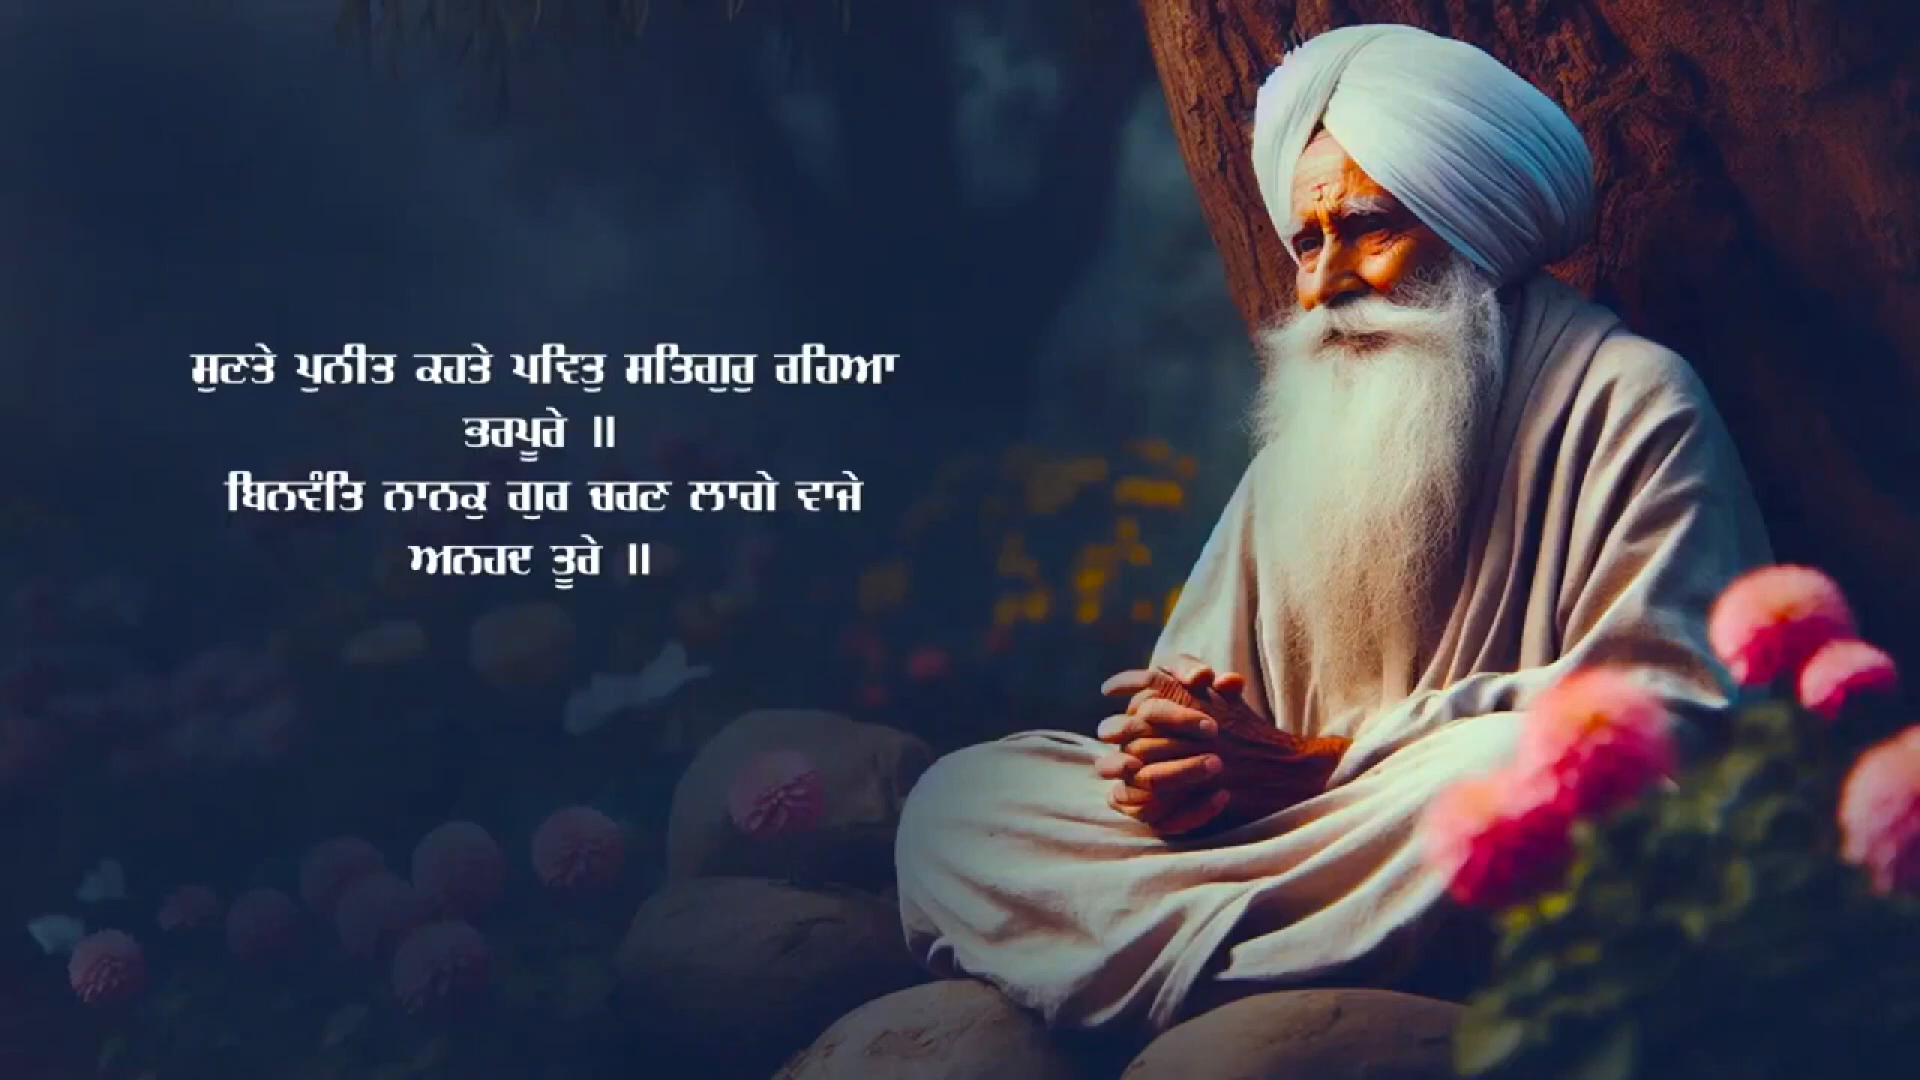 ਸੁਣਤੇ ਪੁਨੀਤ ਕਹਤੇ ਪਵਿਤੁ ਸਤਿਗੁਰੁ ਰਹਿਆ
ਭਰਪੂਰੇ ॥
ਬਿਨਵੰਤਿ ਨਾਨਕੁ ਗੁਰ ਚਰਣ ਲਾਗੇ ਵਾਜੇ
ਅਨਹਦ ਤੂਰੇ ॥